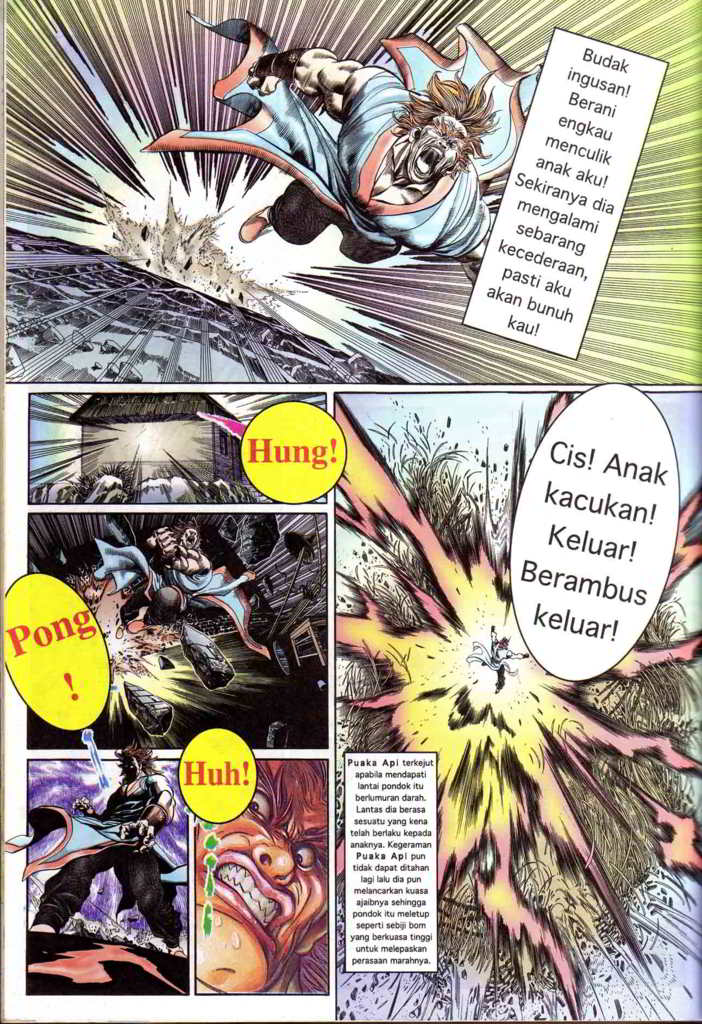 Budak
ingusan!
Berani
engkau
menculik
anak aku!
Sekiranya dia
mengalami
sebarang
kecederaan,
pasti aku
akan bunuh
kau!
Hung!
Pong
!
Huh!
Cis! Anak
kacukan!
Keluar!
Berambus
keluar!
Puaka Api terkejut
apabila mendapati
lantai pondok itu
berlumuran darah.
Lantas dia berasa
sesuatu yang kena
telah berlaku kepada
anaknya. Kegeraman
Puaka Api pun
tidak dapat ditahan
lagi lalu dia pun
melancarkan kuasa
ajaibnya sehingga
pondok itu meletup
seperti sebiji bom
yang berkuasa tinggi
untuk melepaskan
perasaan marahnya.